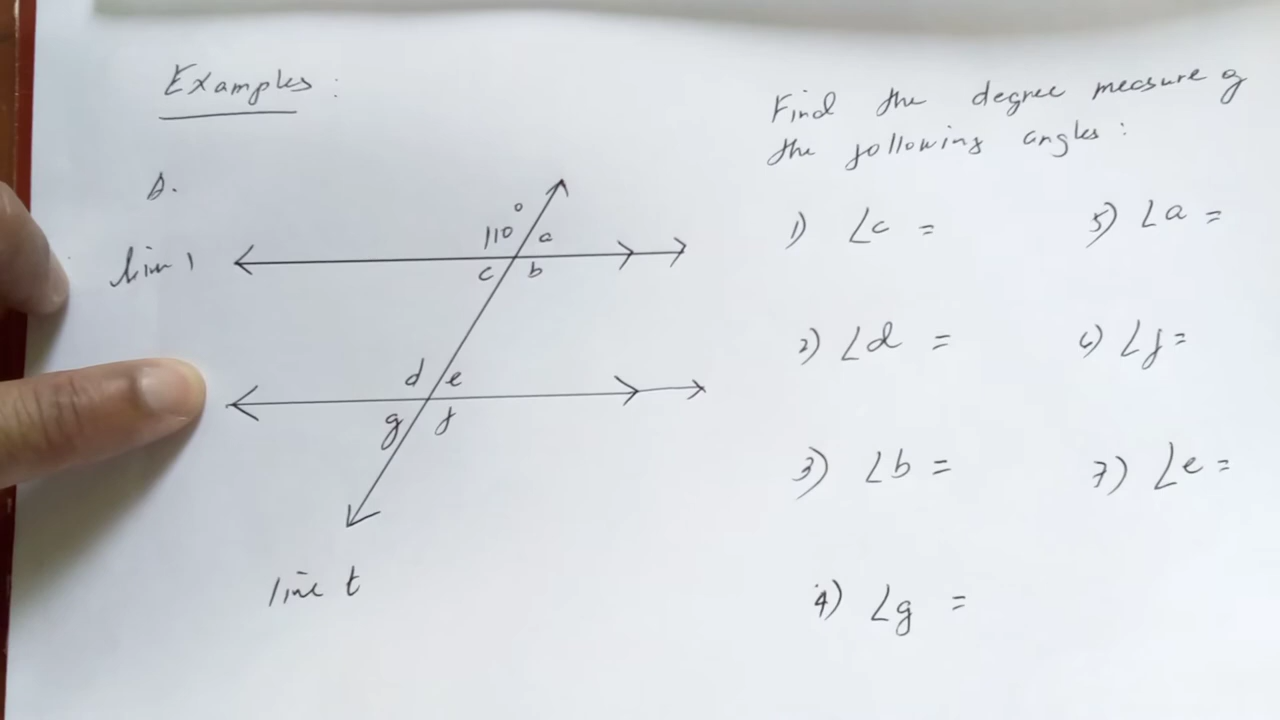 Examples :
Find the degree measure of
the following angles :
A.
110°
a
line 1
c b
d e
g f
line t
1) ∠c =
5) ∠a =
2) ∠d =
6) ∠f =
3) ∠b =
7) ∠e =
4) ∠g =